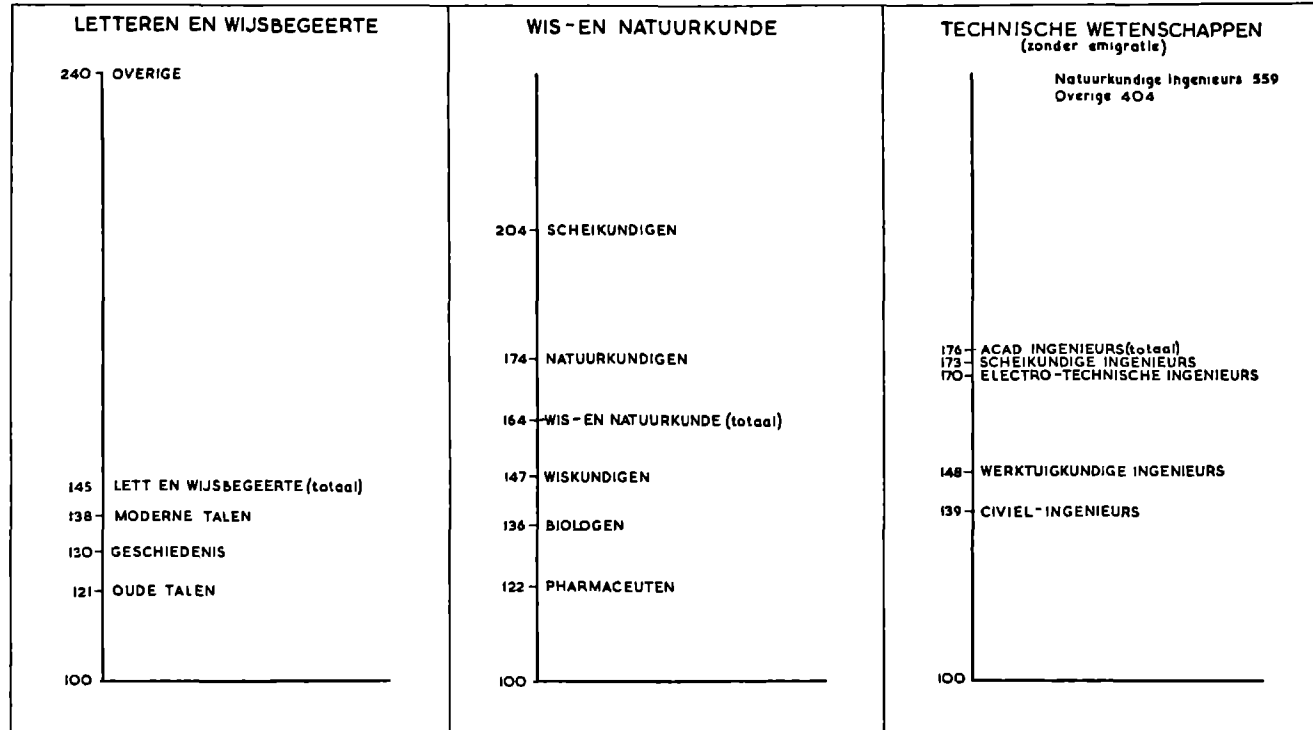 LETTEREN EN WIJSBEGEERTE
240 OVERIGE
145 LETT EN WIJSBEGEERTE (totaal)
138 MODERNE TALEN
130 GESCHIEDENIS
121 OUDE TALEN
100
WIS-EN NATUURKUNDE
204 SCHEIKUNDIGEN
174 NATUURKUNDIGEN
164 WIS-EN NATUURKUNDE (totaal)
147 WISKUNDIGEN
136 BIOLOGEN
122 PHARMACEUTEN
100
TECHNISCHE WETENSCHAPPEN
(zonder emigratie)
Natuurkundige Ingenieurs 559
Overige 404
176 ACAD INGENIEURS (totaal)
173 SCHEIKUNDIGE INGENIEURS
170 ELECTRO-TECHNISCHE INGENIEURS
148 WERKTUIGKUNDIGE INGENIEURS
139 CIVIEL-INGENIEURS
100